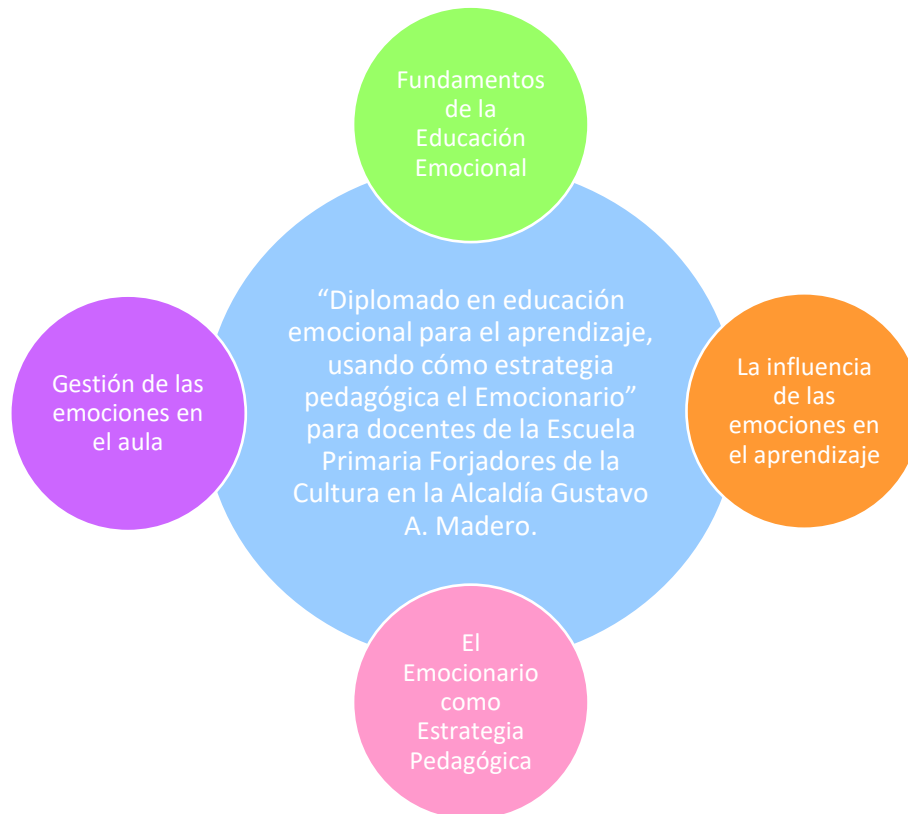 Fundamentos
de la
Educación
Emocional
“Diplomado en educación
emocional para el aprendizaje,
usando cómo estrategia
pedagógica el Emocionario”
para docentes de la Escuela
Primaria Forjadores de la
Cultura en la Alcaldía Gustavo
A. Madero.
Gestión de las
emociones en
el aula
La influencia
de las
emociones en
el aprendizaje
El
Emocionario
como
Estrategia
Pedagógica